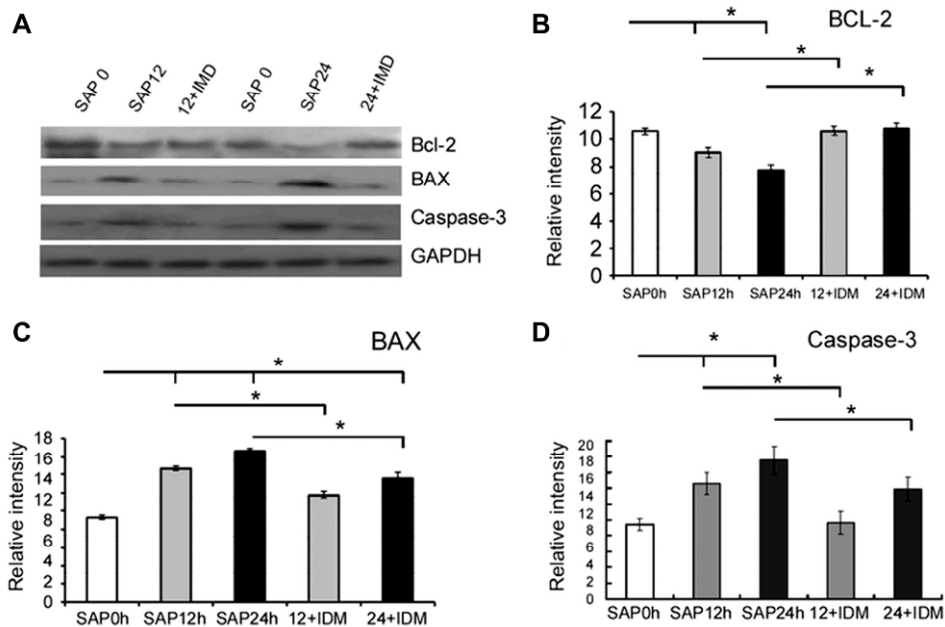 A
SAP 0 SAP12 12+IMD SAP 0 SAP24 24+IMD
Bcl-2
BAX
Caspase-3
GAPDH
B
BCL-2
*
*
*
Relative intensity
12
10
8
6
4
2
0
SAP0h SAP12h SAP24h 12+IDM 24+IDM
C
BAX
*
*
*
Relative intensity
18
16
14
12
8
6
4
2
0
SAP0h SAP12h SAP24h 12+IDM 24+IDM
D
Caspase-3
*
*
*
Relative intensity
20
18
16
14
12
8
6
4
2
0
SAP0h SAP12h SAP24h 12+IDM 24+IDM